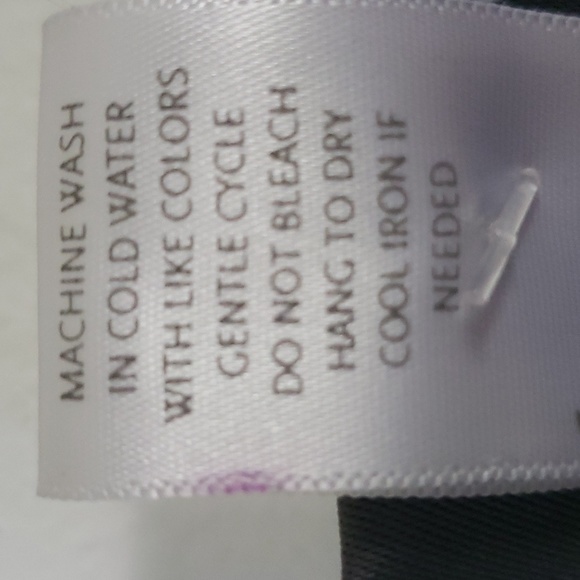 MACHINE WASH
IN COLD WATER
WITH LIKE COLORS
GENTLE CYCLE
DO NOT BLEACH
HANG TO DRY
COOL IRON IF
NEEDED